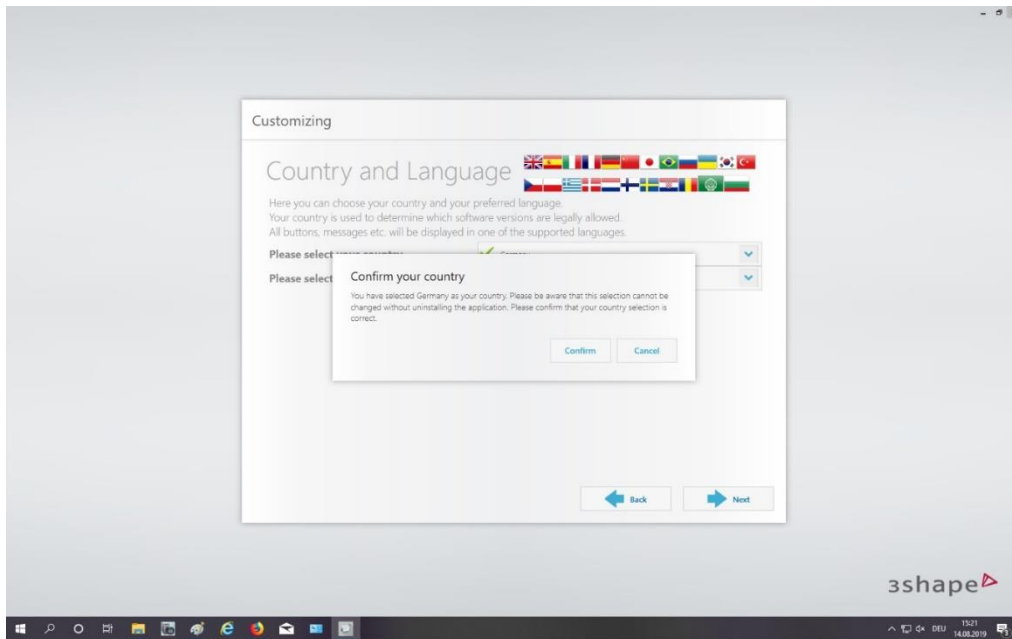 Customizing
Country and Language
Here you can choose your country and your preferred language.
Your country is used to determine which software versions are legally allowed.
All buttons, messages etc. will be displayed in one of the supported languages.
Please select your country
Germany
Please select
Confirm your country
You have selected Germany as your country. Please be aware that this selection cannot be
changed without uninstalling the application. Please confirm that your country selection is
correct.
Confirm Cancel
Back Next
3shape
DEU
15:21
14.08.2019